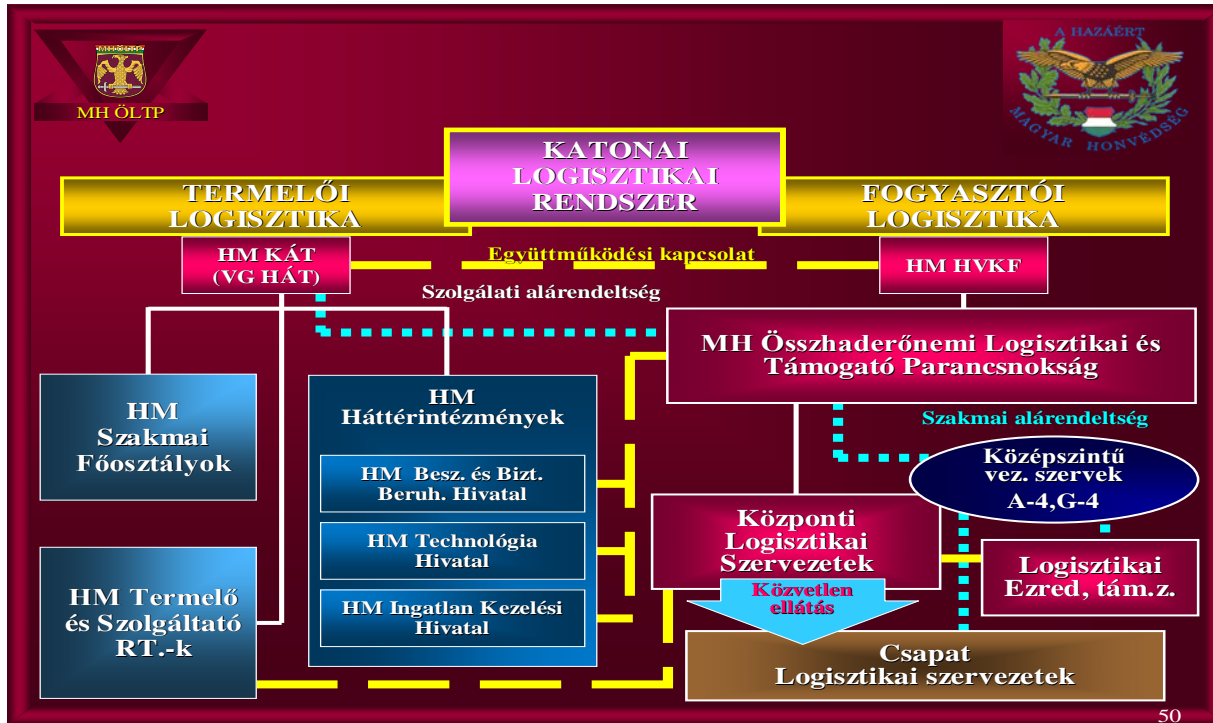 MH ÖLTP
A HAZÁÉRT
MAGYAR HONVÉDSÉG
KATONAI
LOGISZTIKAI
RENDSZER
TERMELŐI
LOGISZTIKA
FOGYASZTÓI
LOGISZTIKA
HM KÁT
(VG HÁT)
Együttműködési kapcsolat
HM HVKF
Szolgálati alárendeltség
MH Összhaderőnemi Logisztikai és
Támogató Parancsnokság
HM
Szakmai
Főosztályok
HM
Háttérintézmények
HM Besz. és Bizt.
Beruh. Hivatal
HM Technológia
Hivatal
HM Ingatlan Kezelési
Hivatal
HM Termelő
és Szolgáltató
RT.-k
Szakmai alárendeltség
Középszintű
vez. szervek
A-4,G-4
Központi
Logisztikai
Szervezetek
Logisztikai
Ezred, tám.z.
Közvetlen
ellátás
Csapat
Logisztikai szervezetek
50